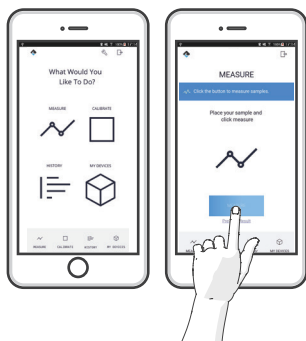 What Would You
Like To Do?
MEASURE
CALIBRATE
HISTORY
MY DEVICES
MEASURE
CALIBRATE
HISTORY
MY DEVICES
MEASURE
Click the button to measure samples.
Place your sample and
click measure
MY DEVICES